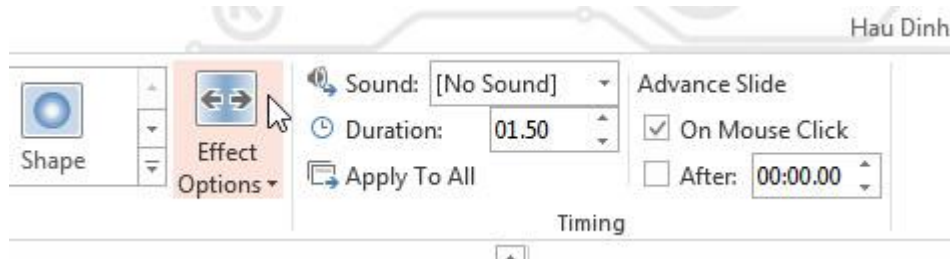 Hau Dinh
Shape
Effect
Options
Sound: [No Sound]
Duration: 01.50
Apply To All
Advance Slide
On Mouse Click
After: 00:00.00
Timing